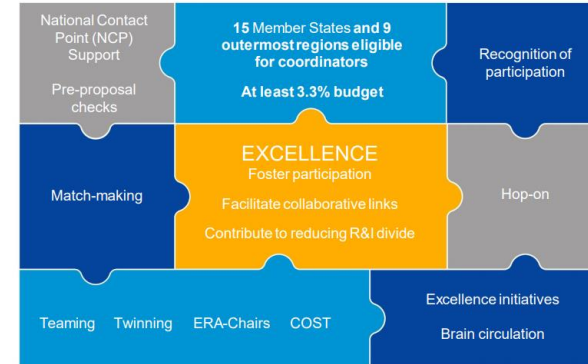 National Contact
Point (NCP)
Support
Pre-proposal
checks
15 Member States and 9
outermost regions eligible
for coordinators
At least 3.3% budget
Recognition of
participation
Match-making
EXCELLENCE
Foster participation
Facilitate collaborative links
Contribute to reducing R&I divide
Hop-on
Teaming Twinning ERA-Chairs COST
Excellence initiatives
Brain circulation